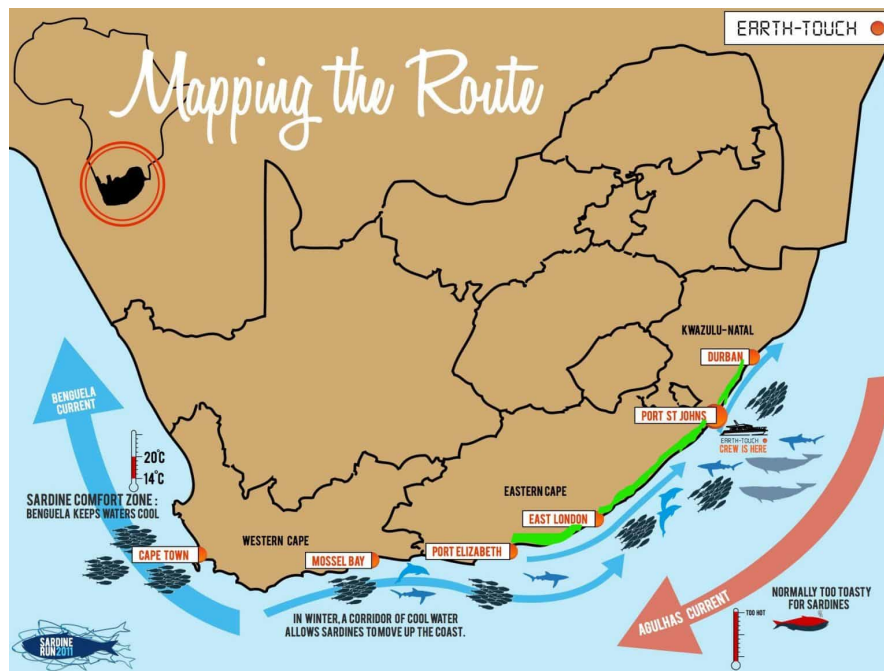 EARTH-TOUCH
Mapping the Route
KWAZULU-NATAL
DURBAN
BENGUELA
CURRENT
PORT ST JOHNS
EARTH-TOUCH
CREW IS HERE
20°C
14°C
SARDINE COMFORT ZONE :
BENGUELA KEEPS WATERS COOL
EASTERN CAPE
EAST LONDON
WESTERN CAPE
CAPE TOWN
MOSSEL BAY
PORT ELIZABETH
AGULHAS CURRENT
NORMALLY TOO TOASTY
FOR SARDINES
TOO HOT
IN WINTER, A CORRIDOR OF COOL WATER
ALLOWS SARDINES TO MOVE UP THE COAST.
SARDINE
RUN2011